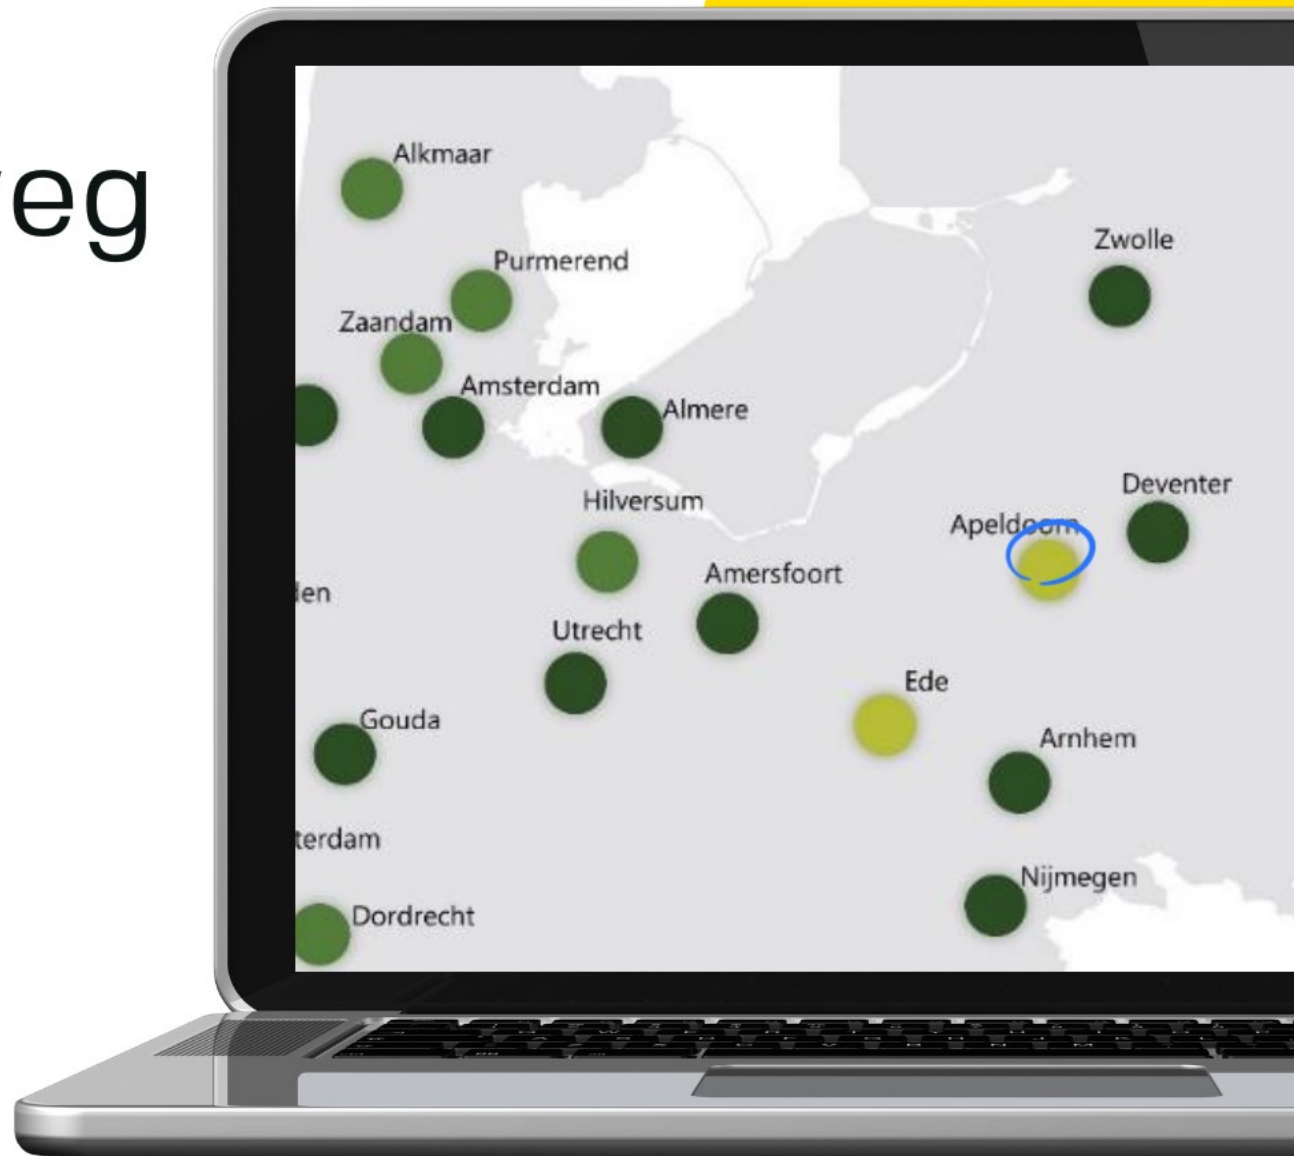 eg
Alkmaar
Purmerend
Zaandam
Amsterdam
Almere
Zwolle
Hilversum
Deventer
Apeldoorn
Amersfoort
len
Utrecht
Ede
Gouda
Arnhem
terdam
Nijmegen
Dordrecht